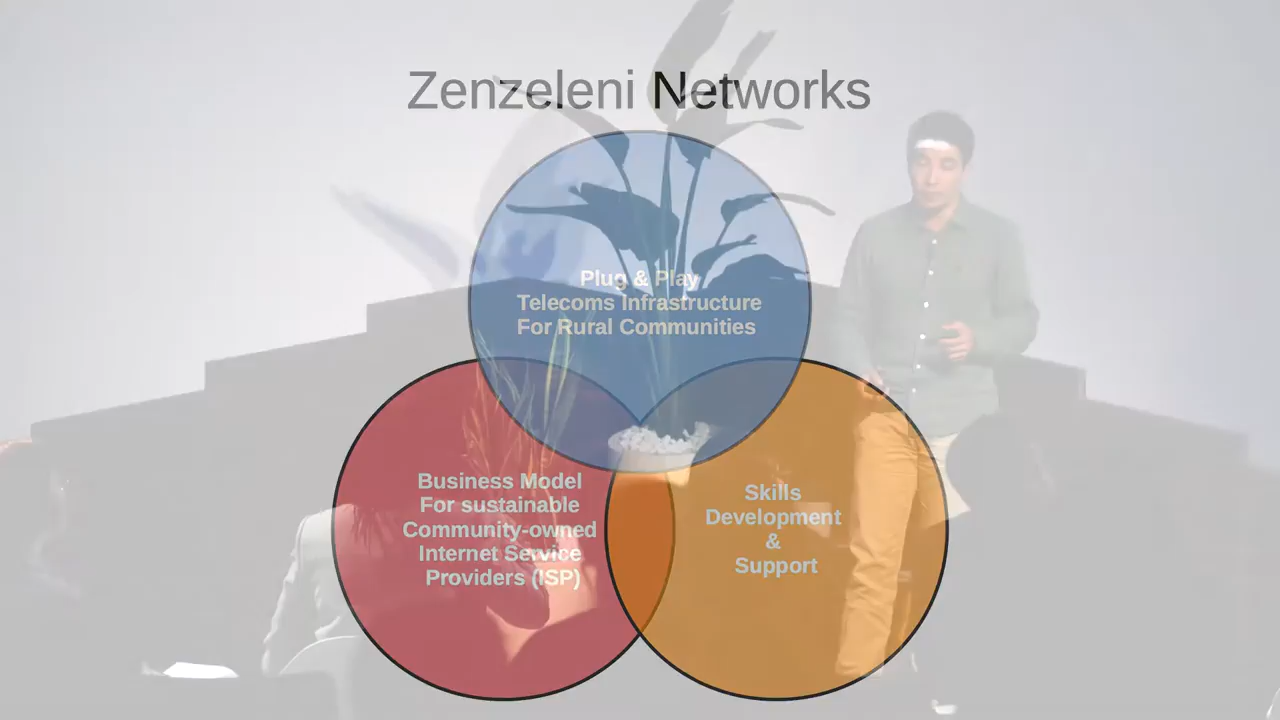 Zenzeleni Networks
Plug & Play
Telecoms Infrastructure
For Rural Communities
Business Model
For sustainable
Community-owned
Internet Service
Providers (ISP)
Skills
Development
&
Support